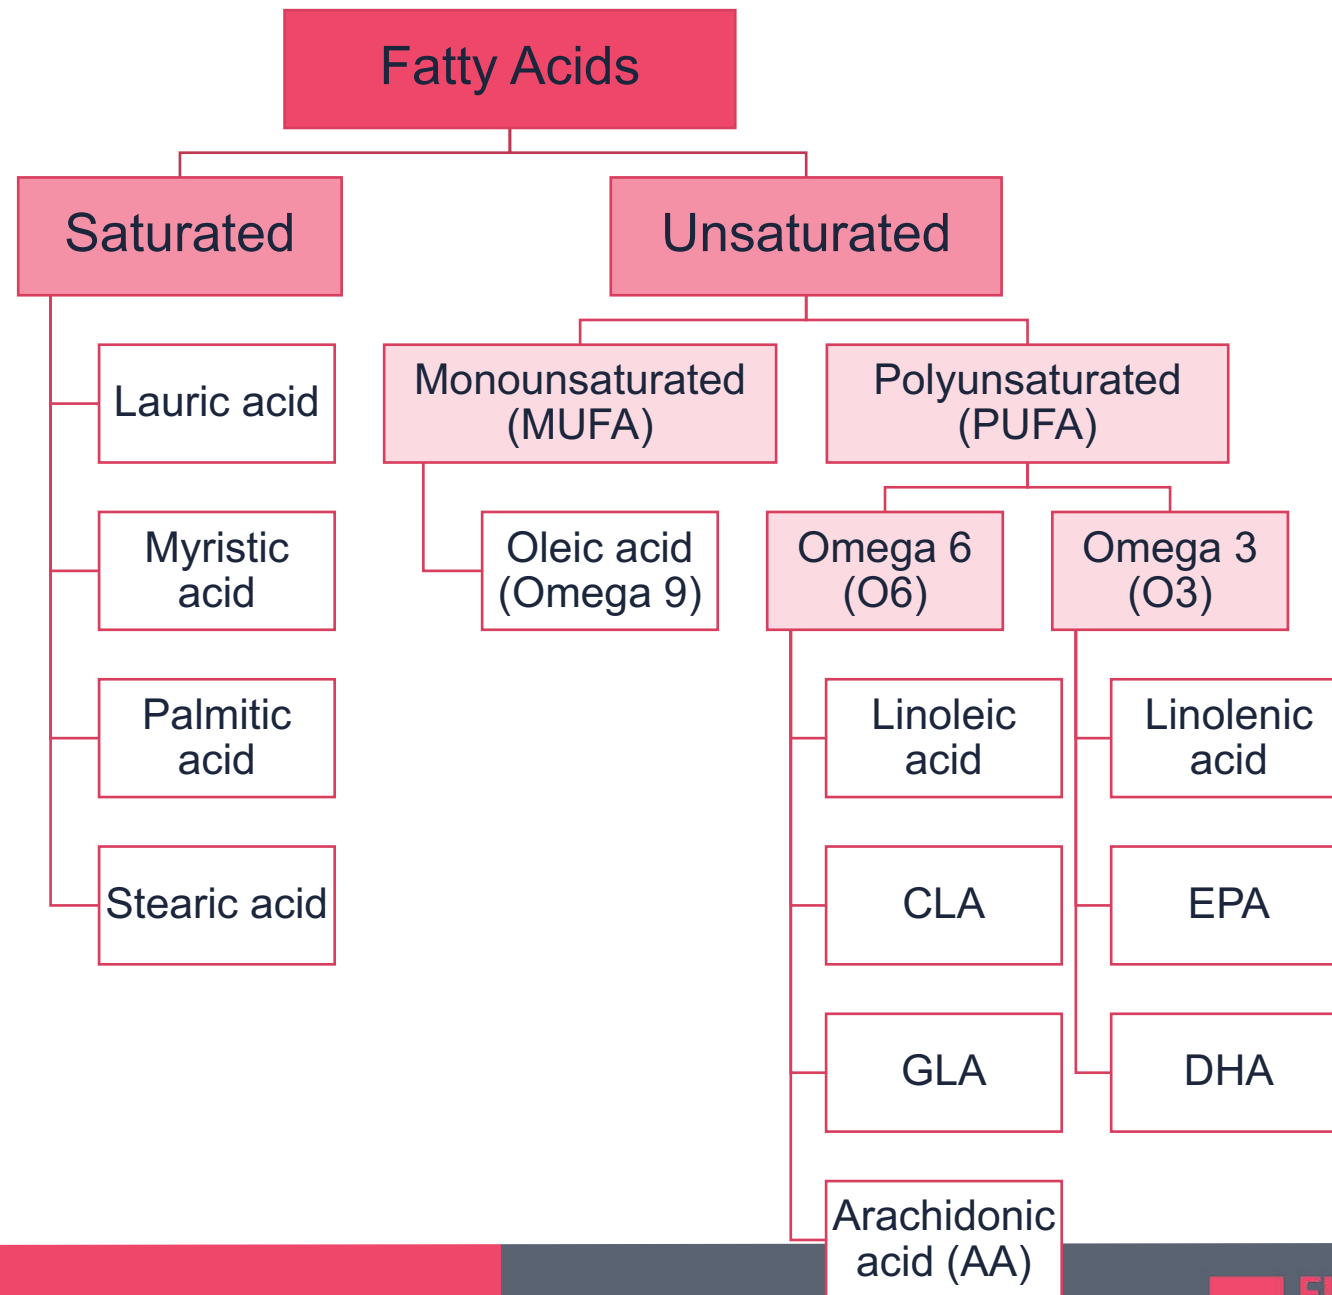 Fatty Acids
Saturated
Unsaturated
Lauric acid
Myristic
acid
Palmitic
acid
Stearic acid
Monounsaturated
(MUFA)
Oleic acid
(Omega 9)
Polyunsaturated
(PUFA)
Omega 6
(O6)
Linoleic
acid
CLA
GLA
Arachidonic
acid (AA)
Omega 3
(O3)
Linolenic
acid
EPA
DHA